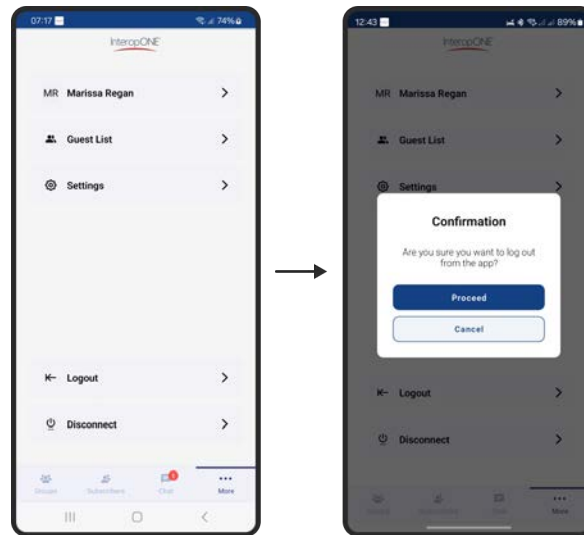 07:17
74%
InteropONE
MR Marissa Regan
Guest List
Settings
Logout
Disconnect
Groups Subscribers Chat More
12:43
89%
InteropONE
MR Marissa Regan
Guest List
Settings
Confirmation
Are you sure you want to log out
from the app?
Proceed
Cancel
Logout
Disconnect
More